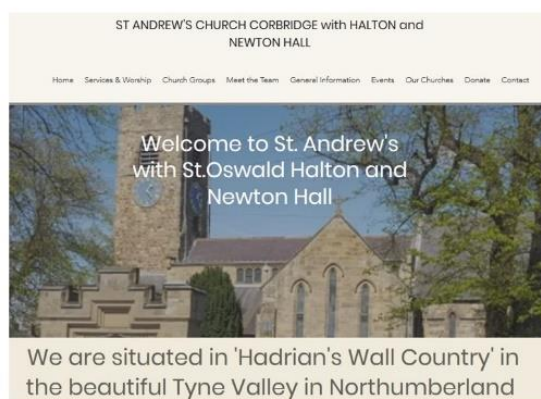 ST ANDREW'S CHURCH CORBRIDGE with HALTON and
NEWTON HALL
Home Services & Worship Church Groups Meet the Team General Information Events Our Churches Donate Contact
Welcome to St. Andrew's
with St.Oswald Halton and
Newton Hall
We are situated in 'Hadrian's Wall Country' in
the beautiful Tyne Valley in Northumberland